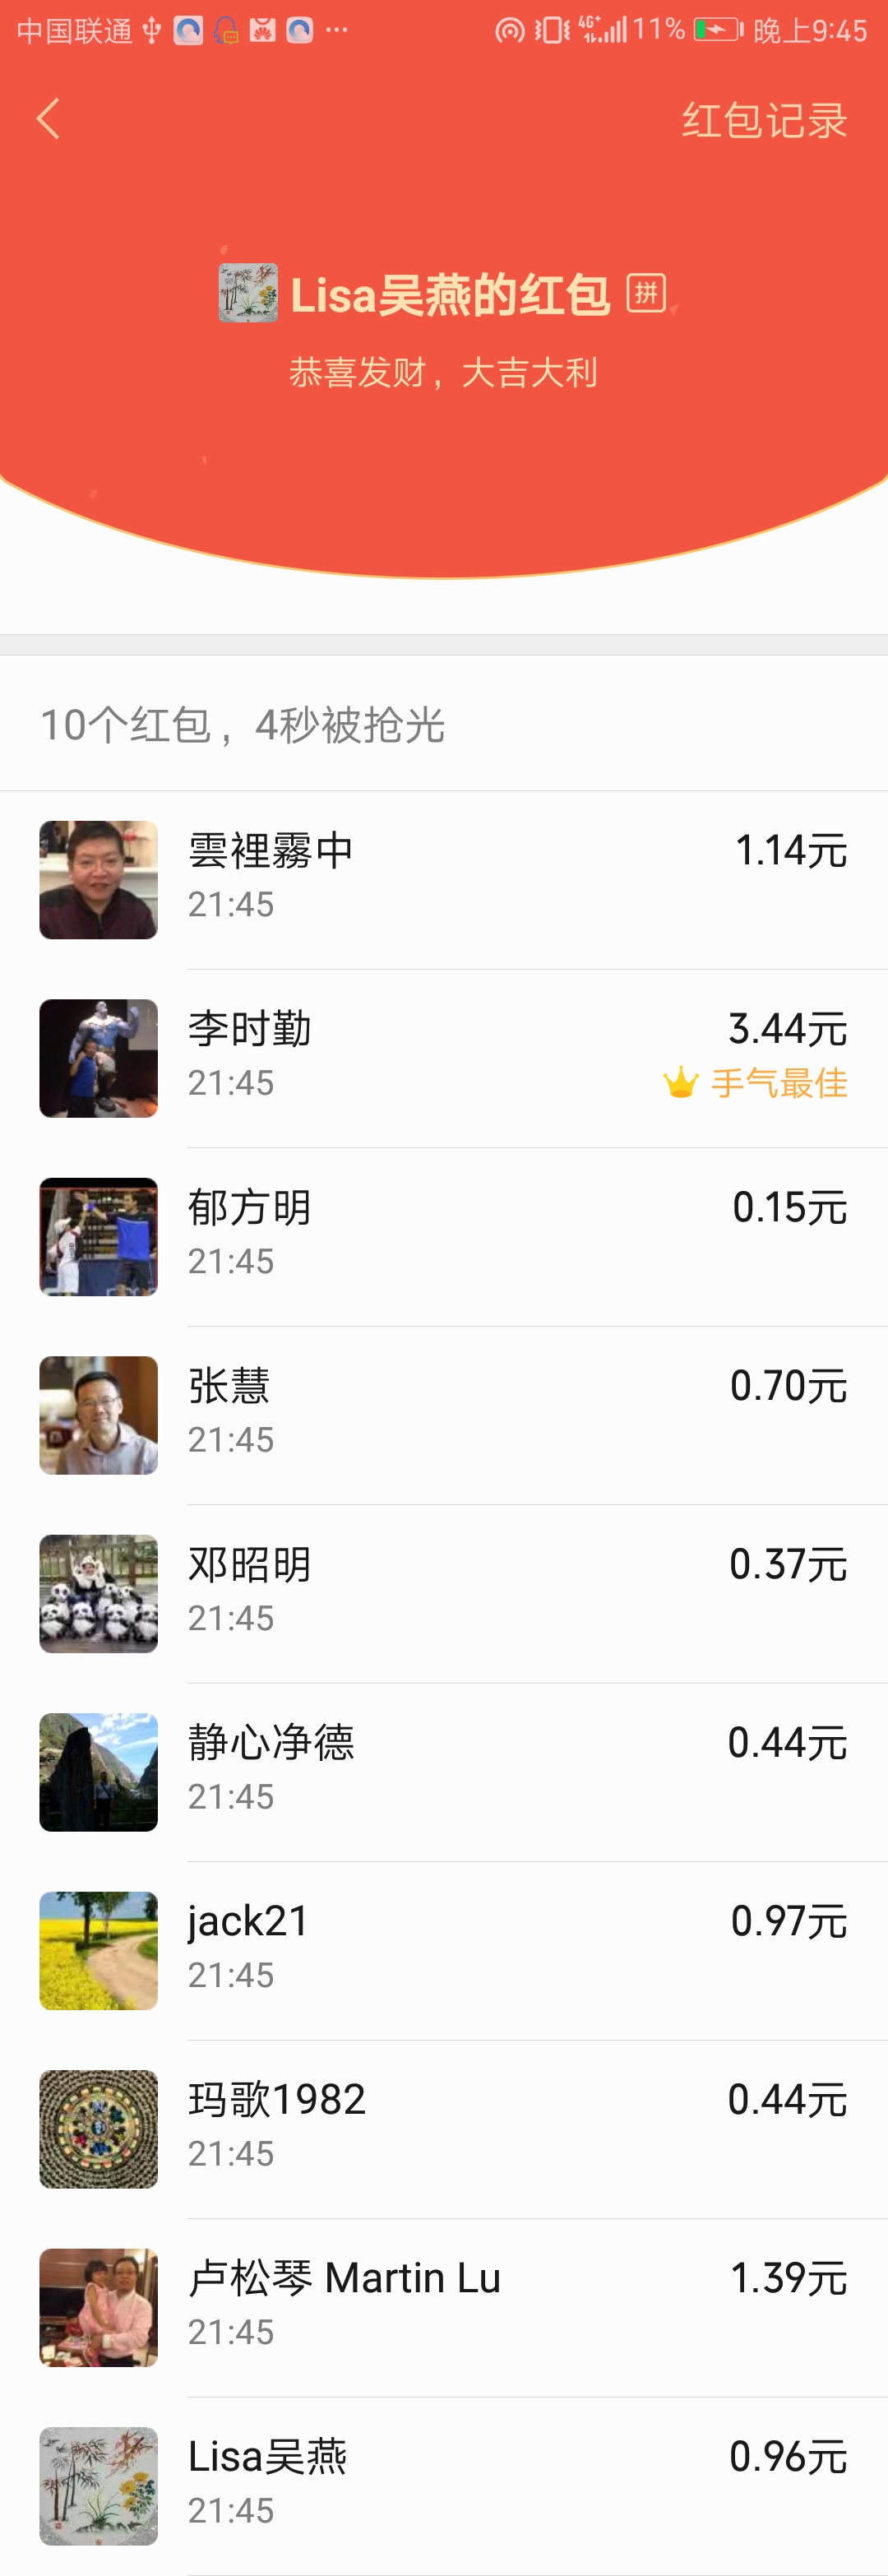 中国联通 4G+ 11% 晚上9:45
红包记录
Lisa吴燕的红包 拼
恭喜发财，大吉大利
10个红包，4秒被抢光
雲裡霧中 1.14元
21:45
李时勤 3.44元
21:45 手气最佳
郁方明 0.15元
21:45
张慧 0.70元
21:45
邓昭明 0.37元
21:45
静心净德 0.44元
21:45
jack21 0.97元
21:45
玛歌1982 0.44元
21:45
卢松琴 Martin Lu 1.39元
21:45
Lisa吴燕 0.96元
21:45